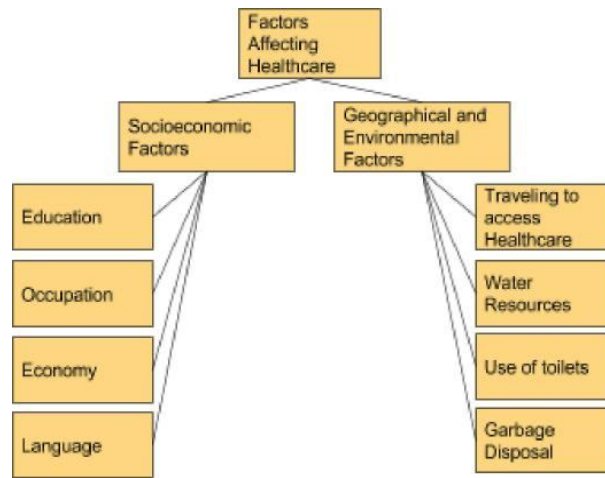 Factors
Affecting
Healthcare
Socioeconomic
Factors
Geographical and
Environmental
Factors
Education
Occupation
Economy
Language
Traveling to
access
Healthcare
Water
Resources
Use of toilets
Garbage
Disposal